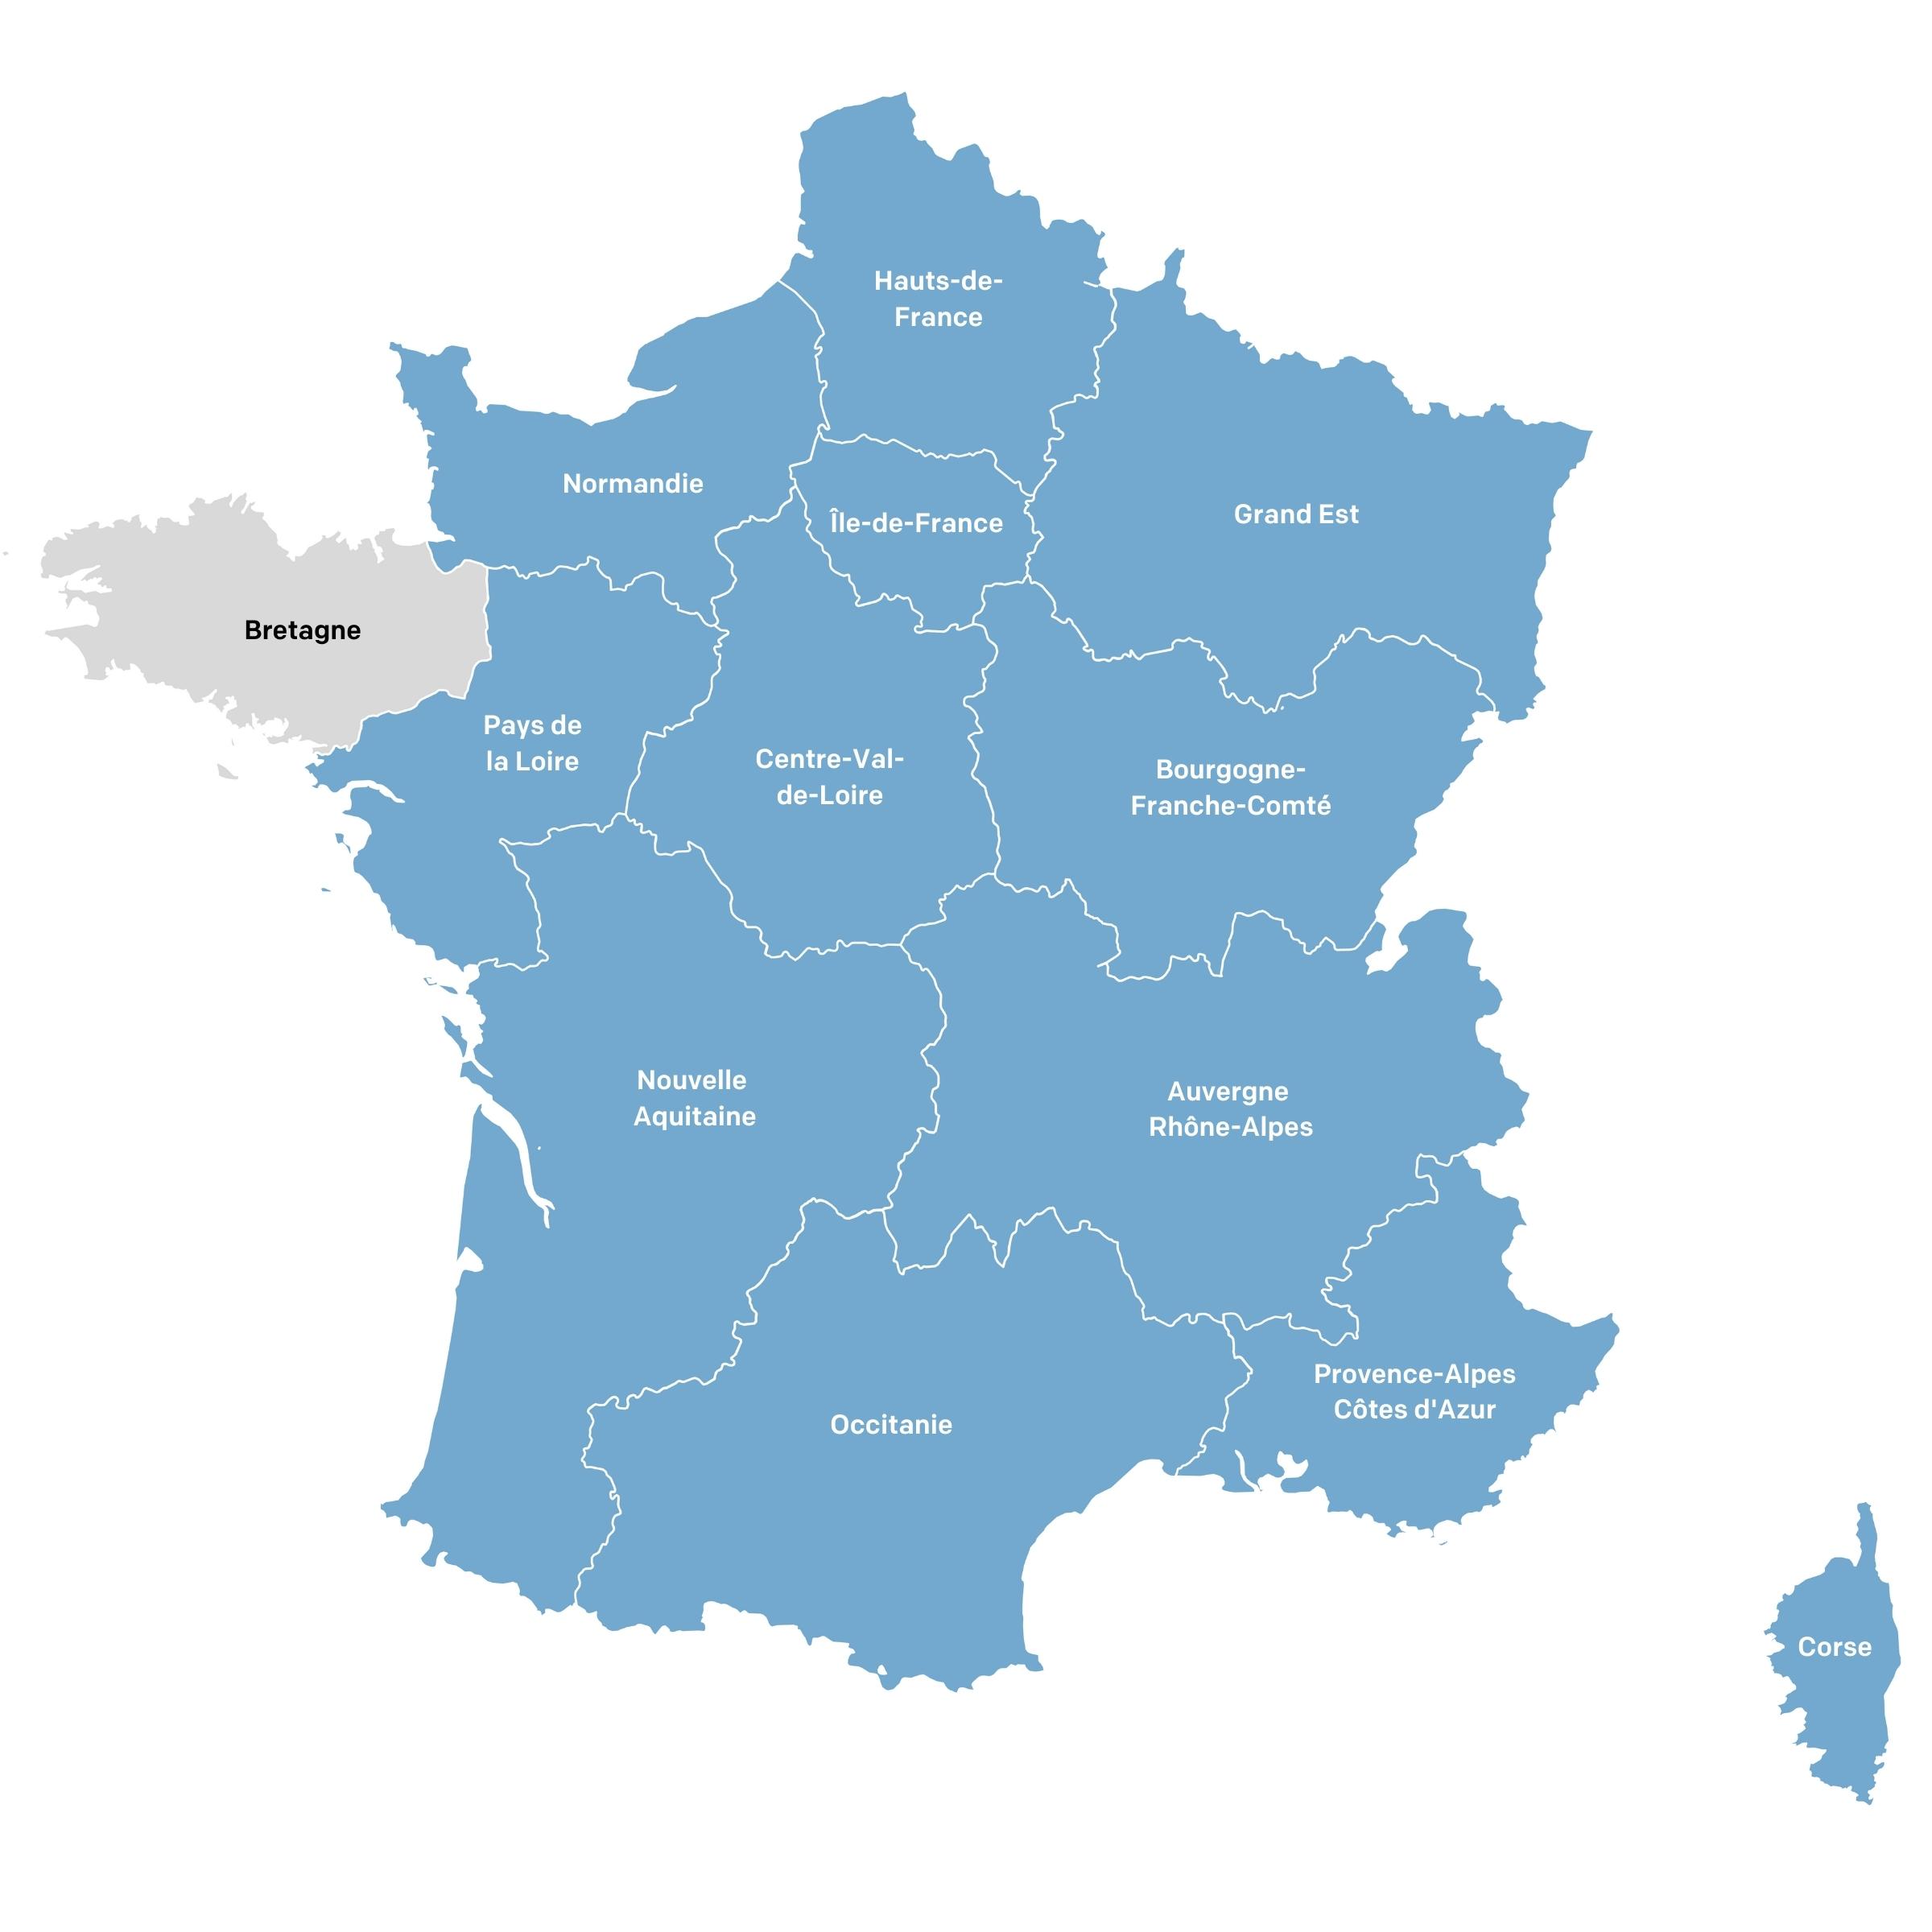 Hauts-de-
France
Normandie
Île-de-France
Grand Est
Bretagne
Pays de
la Loire
Centre-Val-
de-Loire
Bourgogne-
Franche-Comté
Nouvelle
Aquitaine
Auvergne
Rhône-Alpes
Provence-Alpes
Côtes d'Azur
Occitanie
Corse